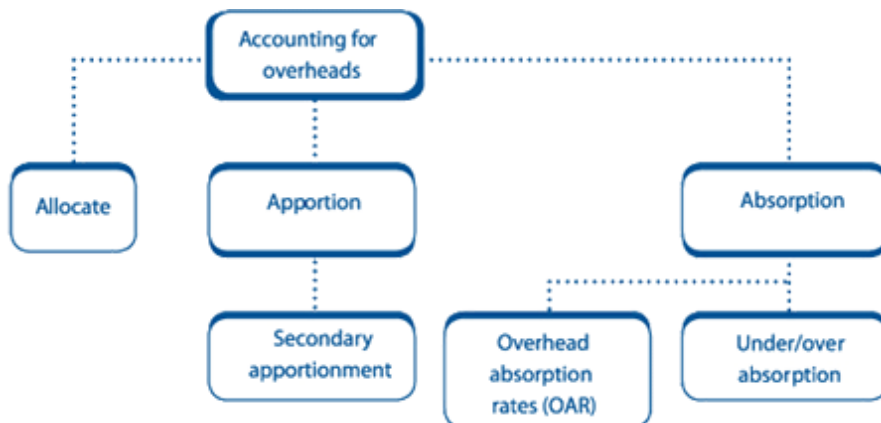 Accounting for
overheads
Allocate
Apportion
Absorption
Secondary
apportionment
Overhead
absorption
rates (OAR)
Under/over
absorption